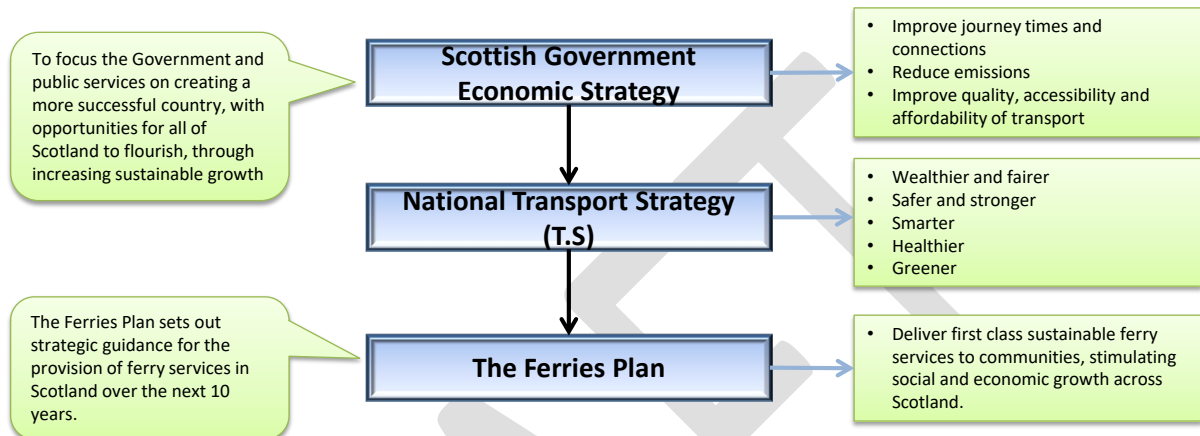 To focus the Government and
public services on creating a
more successful country, with
opportunities for all of
Scotland to flourish, through
increasing sustainable growth
Scottish Government
Economic Strategy
• Improve journey times and
connections
• Reduce emissions
• Improve quality, accessibility and
affordability of transport
National Transport Strategy
(T.S)
• Wealthier and fairer
• Safer and stronger
• Smarter
• Healthier
• Greener
The Ferries Plan sets out
strategic guidance for the
provision of ferry services in
Scotland over the next 10
years.
The Ferries Plan
• Deliver first class sustainable ferry
services to communities, stimulating
social and economic growth across
Scotland.